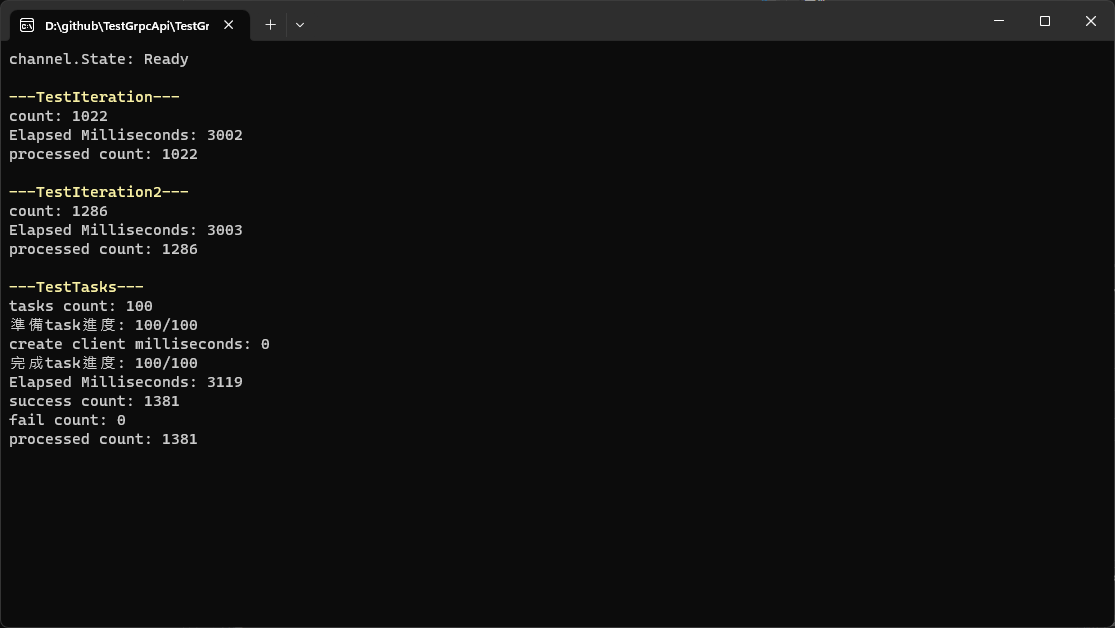 D:\github\TestGrpcApi\TestGr
channel.State: Ready
---TestIteration---
count: 1022
Elapsed Milliseconds: 3002
processed count: 1022
---TestIteration2---
count: 1286
Elapsed Milliseconds: 3003
processed count: 1286
---TestTasks---
tasks count: 100
準備task進度: 100/100
create client milliseconds: 0
完成task進度: 100/100
Elapsed Milliseconds: 3119
success count: 1381
fail count: 0
processed count: 1381